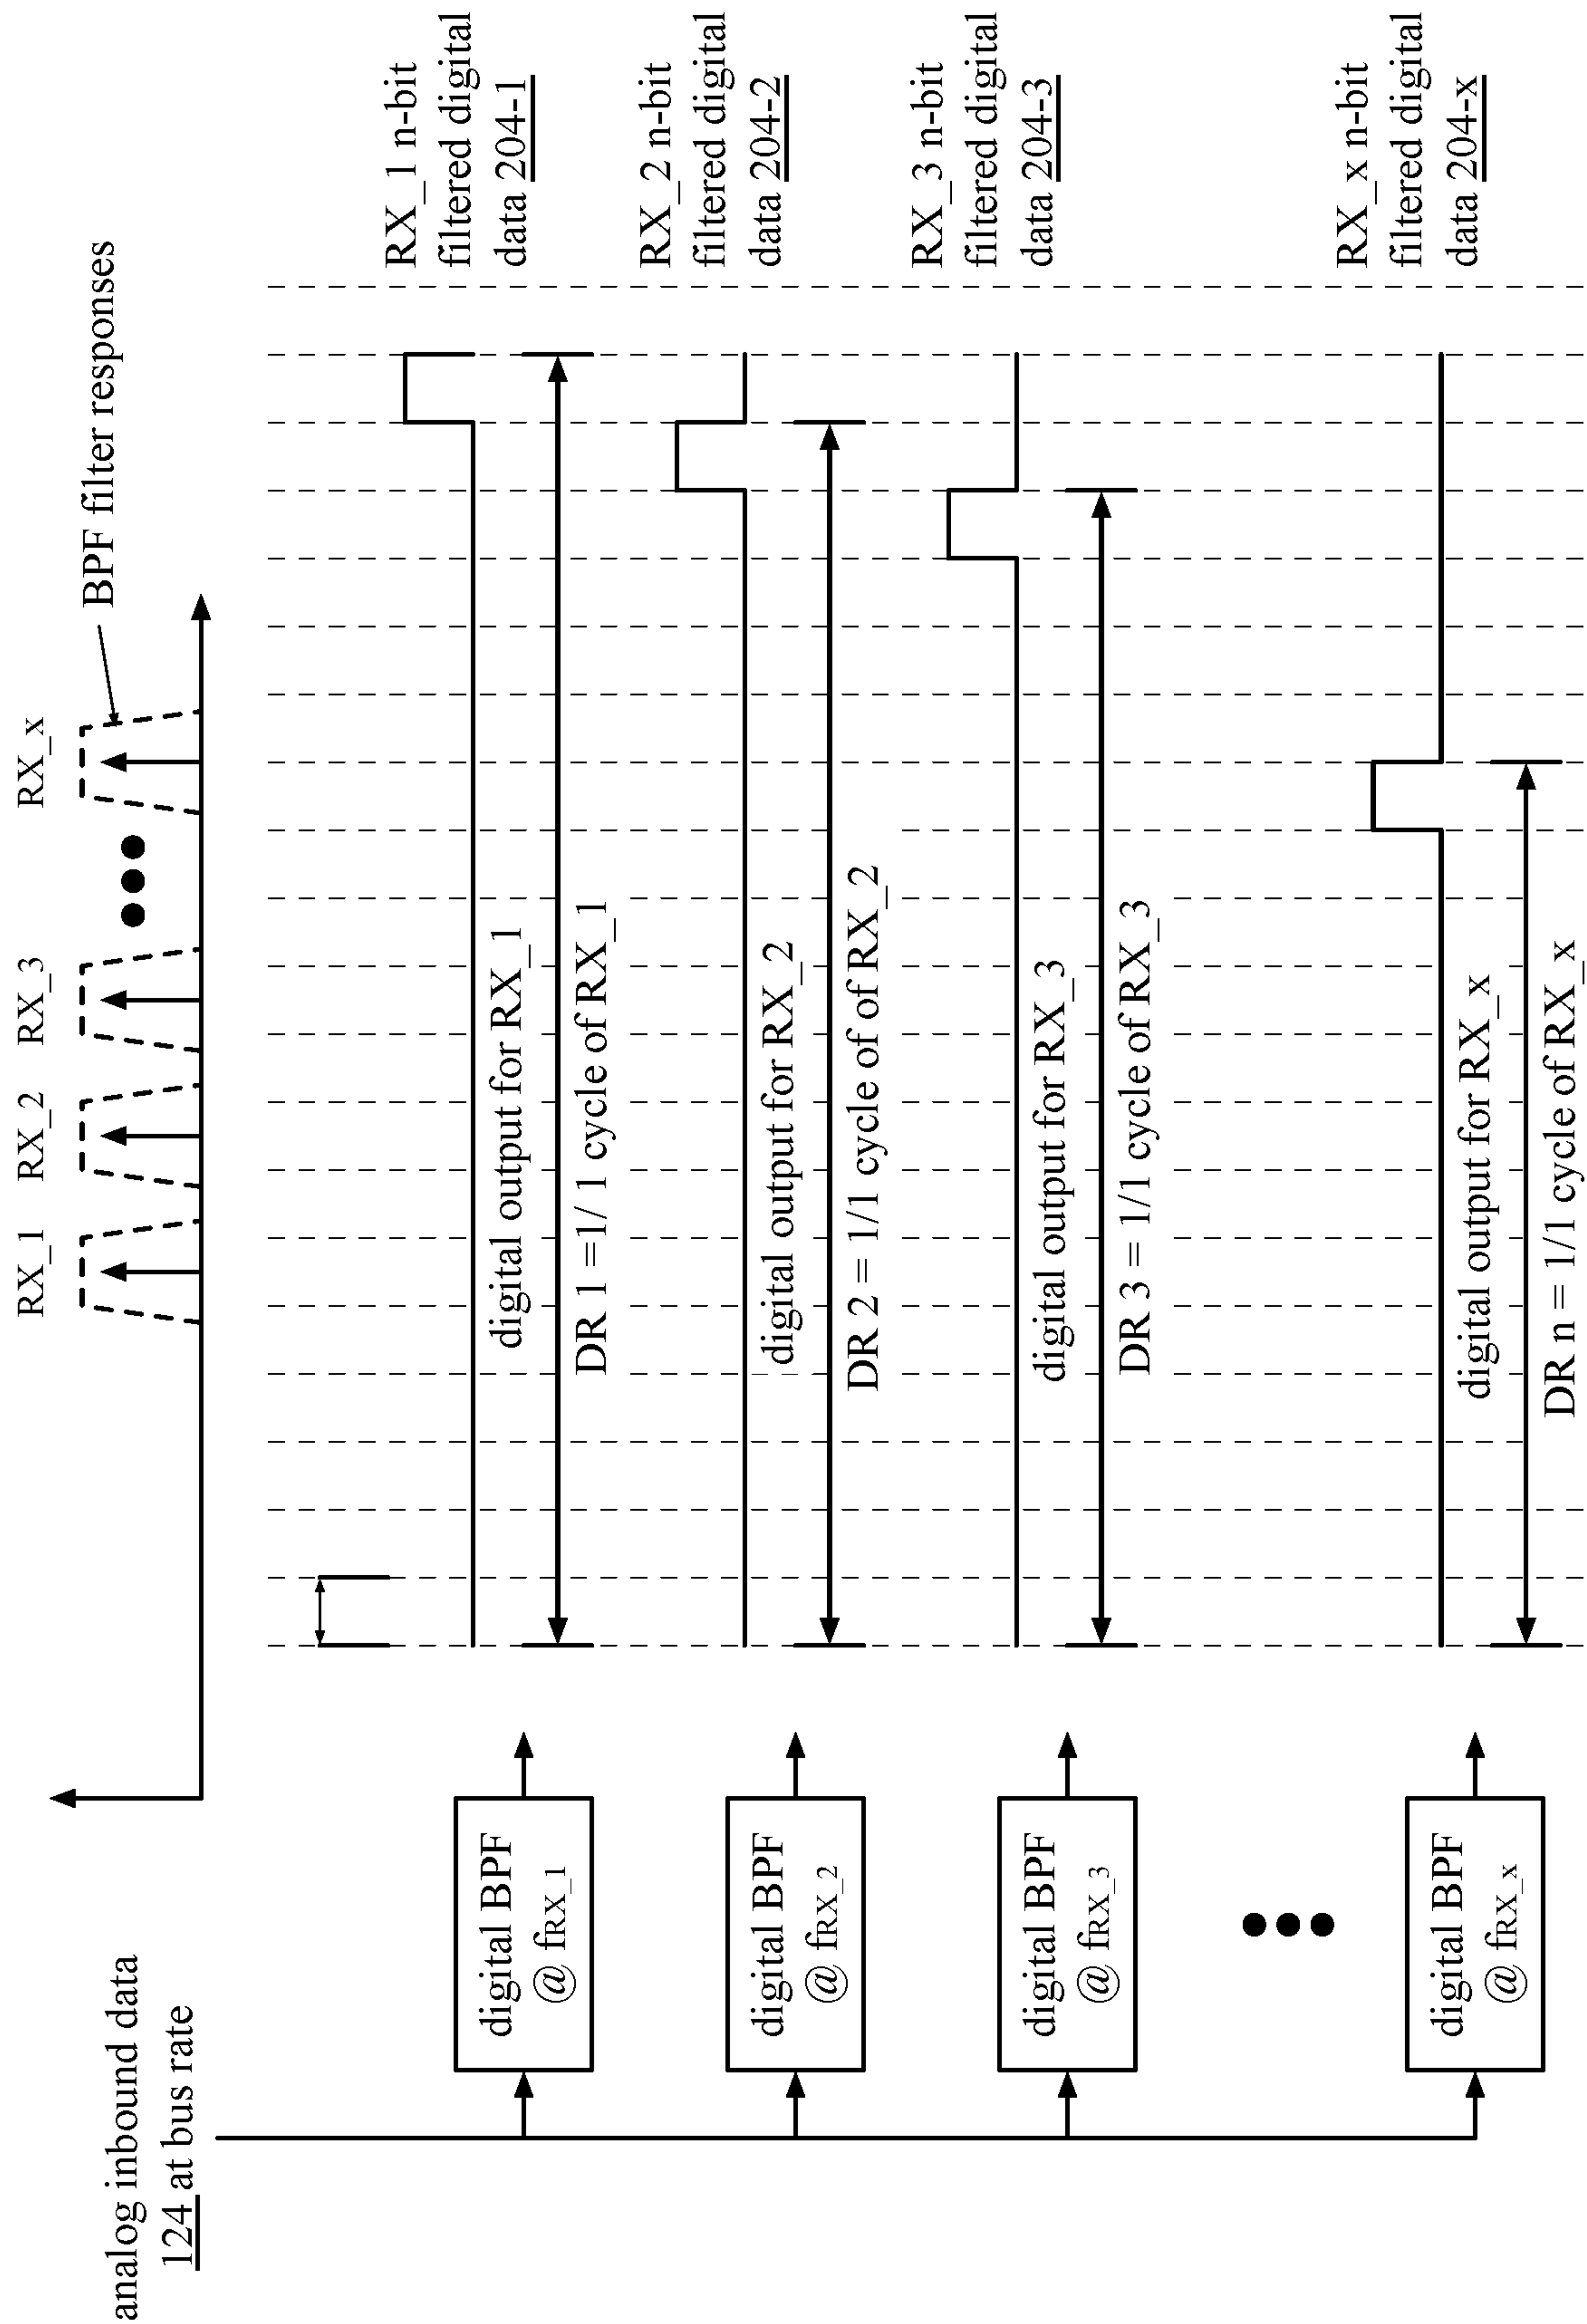 analog inbound data
124 at bus rate
RX_1
RX_2
RX_3
RX_x
BPF filter responses
digital BPF
@ fRX_1
digital output for RX_1
DR 1 =1/ 1 cycle of RX_1
RX_1 n-bit
filtered digital
data 204-1
digital BPF
@ fRX_2
digital output for RX_2
DR 2 = 1/1 cycle of of RX_2
RX_2 n-bit
filtered digital
data 204-2
digital BPF
@ fRX_3
digital output for RX_3
DR 3 = 1/1 cycle of RX_3
RX_3 n-bit
filtered digital
data 204-3
digital BPF
@ fRX_x
digital output for RX_x
DR n = 1/1 cycle of RX_x
RX_x n-bit
filtered digital
data 204-x